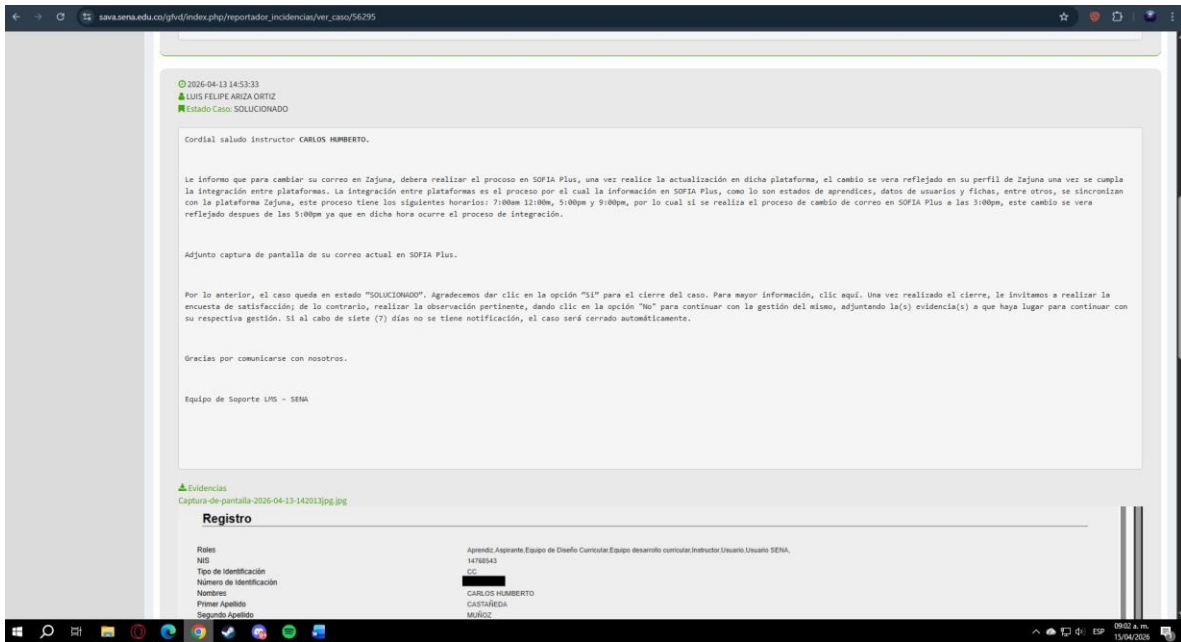 sava.sena.edu.co/gfvd/index.php/reportador_incidencias/ver_caso/56295
2026-04-13 14:53:33
LUIS FELIPE ARIZA ORTIZ
Estado Caso: SOLUCIONADO
Cordial saludo instructor CARLOS HUMBERTO.
Le informo que para cambiar su correo en Zajuna, debera realizar el procoso en SOFIA Plus, una vez realice la actualización en dicha plataforma, el cambio se vera reflejado en su perfil de Zajuna una vez se cumpla
la integración entre plataformas. La integración entre plataformas es el proceso por el cual la información en SOFIA Plus, como lo son estados de aprendices, datos de usuarios y fichas, entre otros, se sincronizan
con la plataforma Zajuna, este proceso tiene los siguientes horarios: 7:00am 12:00m, 5:00pm y 9:00pm, por lo cual si se realiza el proceso de cambio de correo en SOFIA Plus a las 3:00pm, este cambio se vera
reflejado despues de las 5:00pm ya que en dicha hora ocurre el proceso de integración.
Adjunto captura de pantalla de su correo actual en SOFIA Plus.
Por lo anterior, el caso queda en estado "SOLUCIONADO". Agradecemos dar clic en la opción "Si" para el cierre del caso. Para mayor información, clic aquí. Una vez realizado el cierre, le invitamos a realizar la
encuesta de satisfacción; de lo contrario, realizar la observación pertinente, dando clic en la opción "No" para continuar con la gestión del mismo, adjuntando la(s) evidencia(s) a que haya lugar para continuar con
su respectiva gestión. Si al cabo de siete (7) días no se tiene notificación, el caso será cerrado automáticamente.
Gracias por comunicarse con nosotros.
Equipo de Soporte LMS – SENA
Evidencias
Captura-de-pantalla-2026-04-13-142013jpg.jpg
Registro
Roles Aprendiz,Aspirante,Equipo de Diseño Curricular,Equipo desarrollo curricular,Instructor,Usuario,Usuario SENA,
NIS 14768543
Tipo de Identificación CC
Número de Identificación
Nombres CARLOS HUMBERTO
Primer Apellido CASTAÑEDA
Segundo Apellido MUÑOZ
ESP
09:02 a. m.
15/04/2026